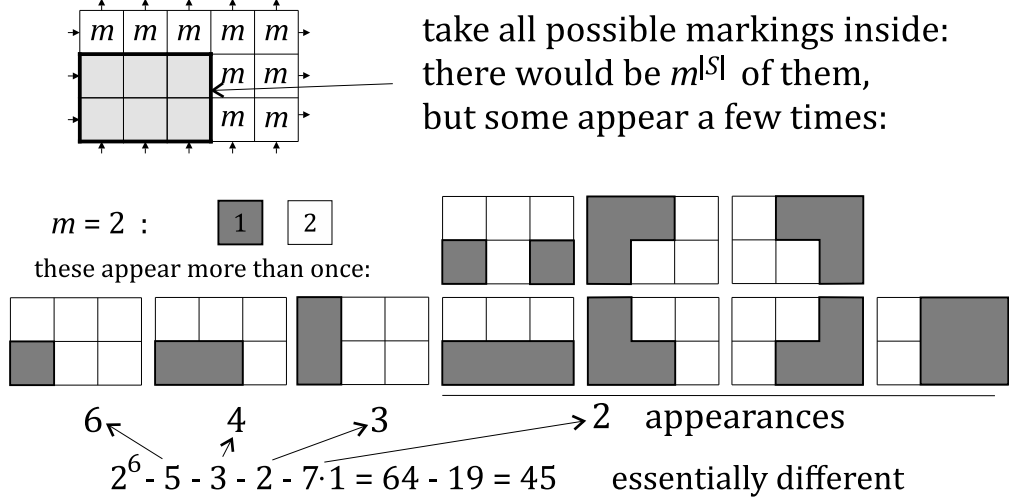 m m m m m
m m
m m
take all possible markings inside:
there would be m|S| of them,
but some appear a few times:
m = 2 :
1 2
these appear more than once:
6 4 3 2 appearances
2⁶ - 5 - 3 - 2 - 7·1 = 64 - 19 = 45 essentially different